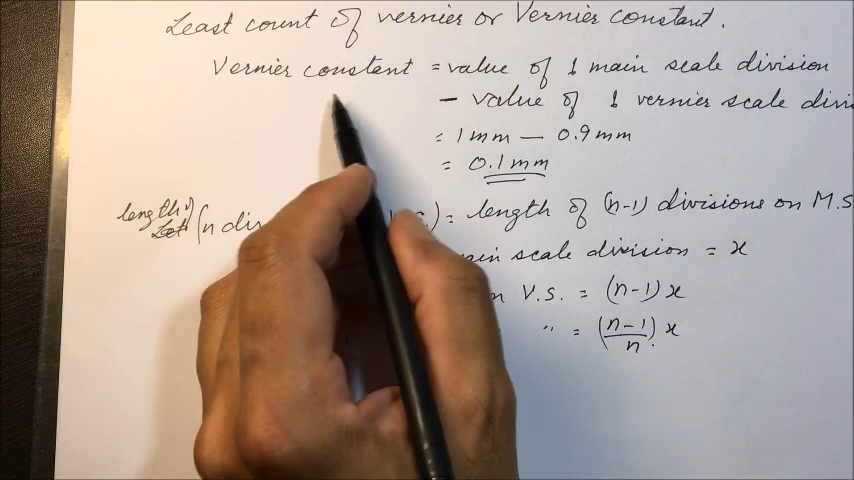 Least count of vernier or Vernier constant.
Vernier constant = value of 1 main scale division
- value of 1 vernier scale divi
= 1mm - 0.9mm
= 0.1mm
length of (n div ) = length of (n-1) divisions on M.S
main scale division = x
n V.S. = (n-1)x
" = (n-1/n)x